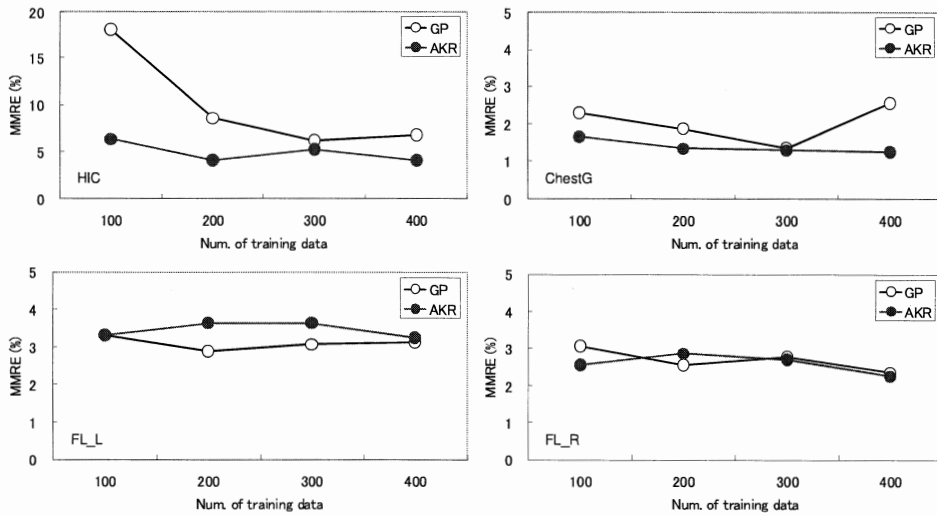 20
15
10
5
0
MMRE (%)
GP
AKR
HIC
100 200 300 400
Num. of training data
5
4
3
2
1
0
MMRE (%)
GP
AKR
ChestG
100 200 300 400
Num. of training data
5
4
3
2
1
0
MMRE (%)
GP
AKR
FL_L
100 200 300 400
Num. of training data
5
4
3
2
1
0
MMRE (%)
GP
AKR
FL_R
100 200 300 400
Num. of training data